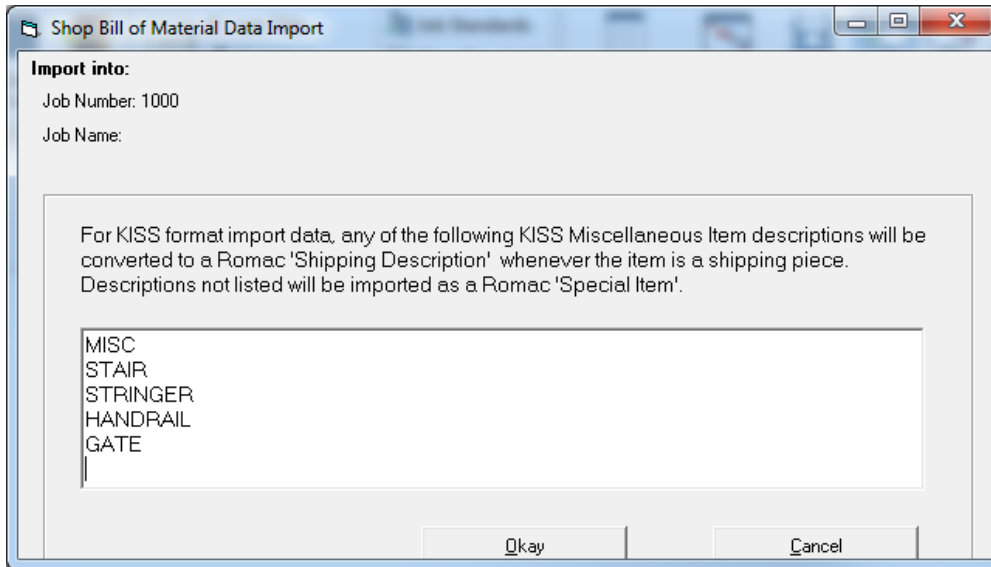 Shop Bill of Material Data Import
Import into:
Job Number: 1000
Job Name:
For KISS format import data, any of the following KISS Miscellaneous Item descriptions will be
converted to a Romac 'Shipping Description' whenever the item is a shipping piece.
Descriptions not listed will be imported as a Romac 'Special Item'.
MISC
STAIR
STRINGER
HANDRAIL
GATE
Okay Cancel